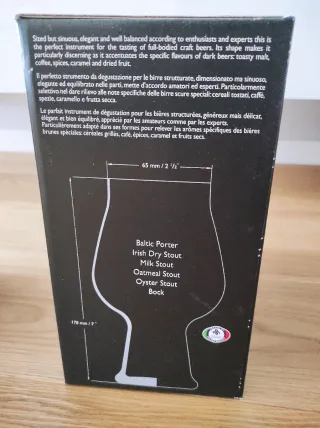 Sized but sinuous, elegant and well balanced according to enthusiasts and experts this is
the perfect instrument for the tasting of full-bodied craft beers. Its shape makes it
particularly discerning as it accentuates the specific flavours of dark beers: toasty malt,
coffee, spices, caramel and dried fruit.
Il perfetto strumento da degustazione per le birre strutturate, dimensionato ma sinuoso,
elegante ed equilibrato nelle parti, mette d'accordo amatori ed esperti. Particolarmente
selettivo nel dare rilievo alle note specifiche delle birre scure speciali: cereali tostati, caffè,
spezie, caramello e frutta secca.
Le parfait instrument de dégustation pour les bières structurées, généreux mais délicat,
élegant et bien équilibré, apprécié par les amateurs comme par les experts.
Particulièrement adapté dans ses formes pour relever les arômes spécifiques des bières
brunes spéciales: céréales grillés, café, épices, caramel et fruits secs.
65 mm / 2 ½"
Baltic Porter
Irish Dry Stout
Milk Stout
Oatmeal Stout
Oyster Stout
Bock
178 mm / 7"